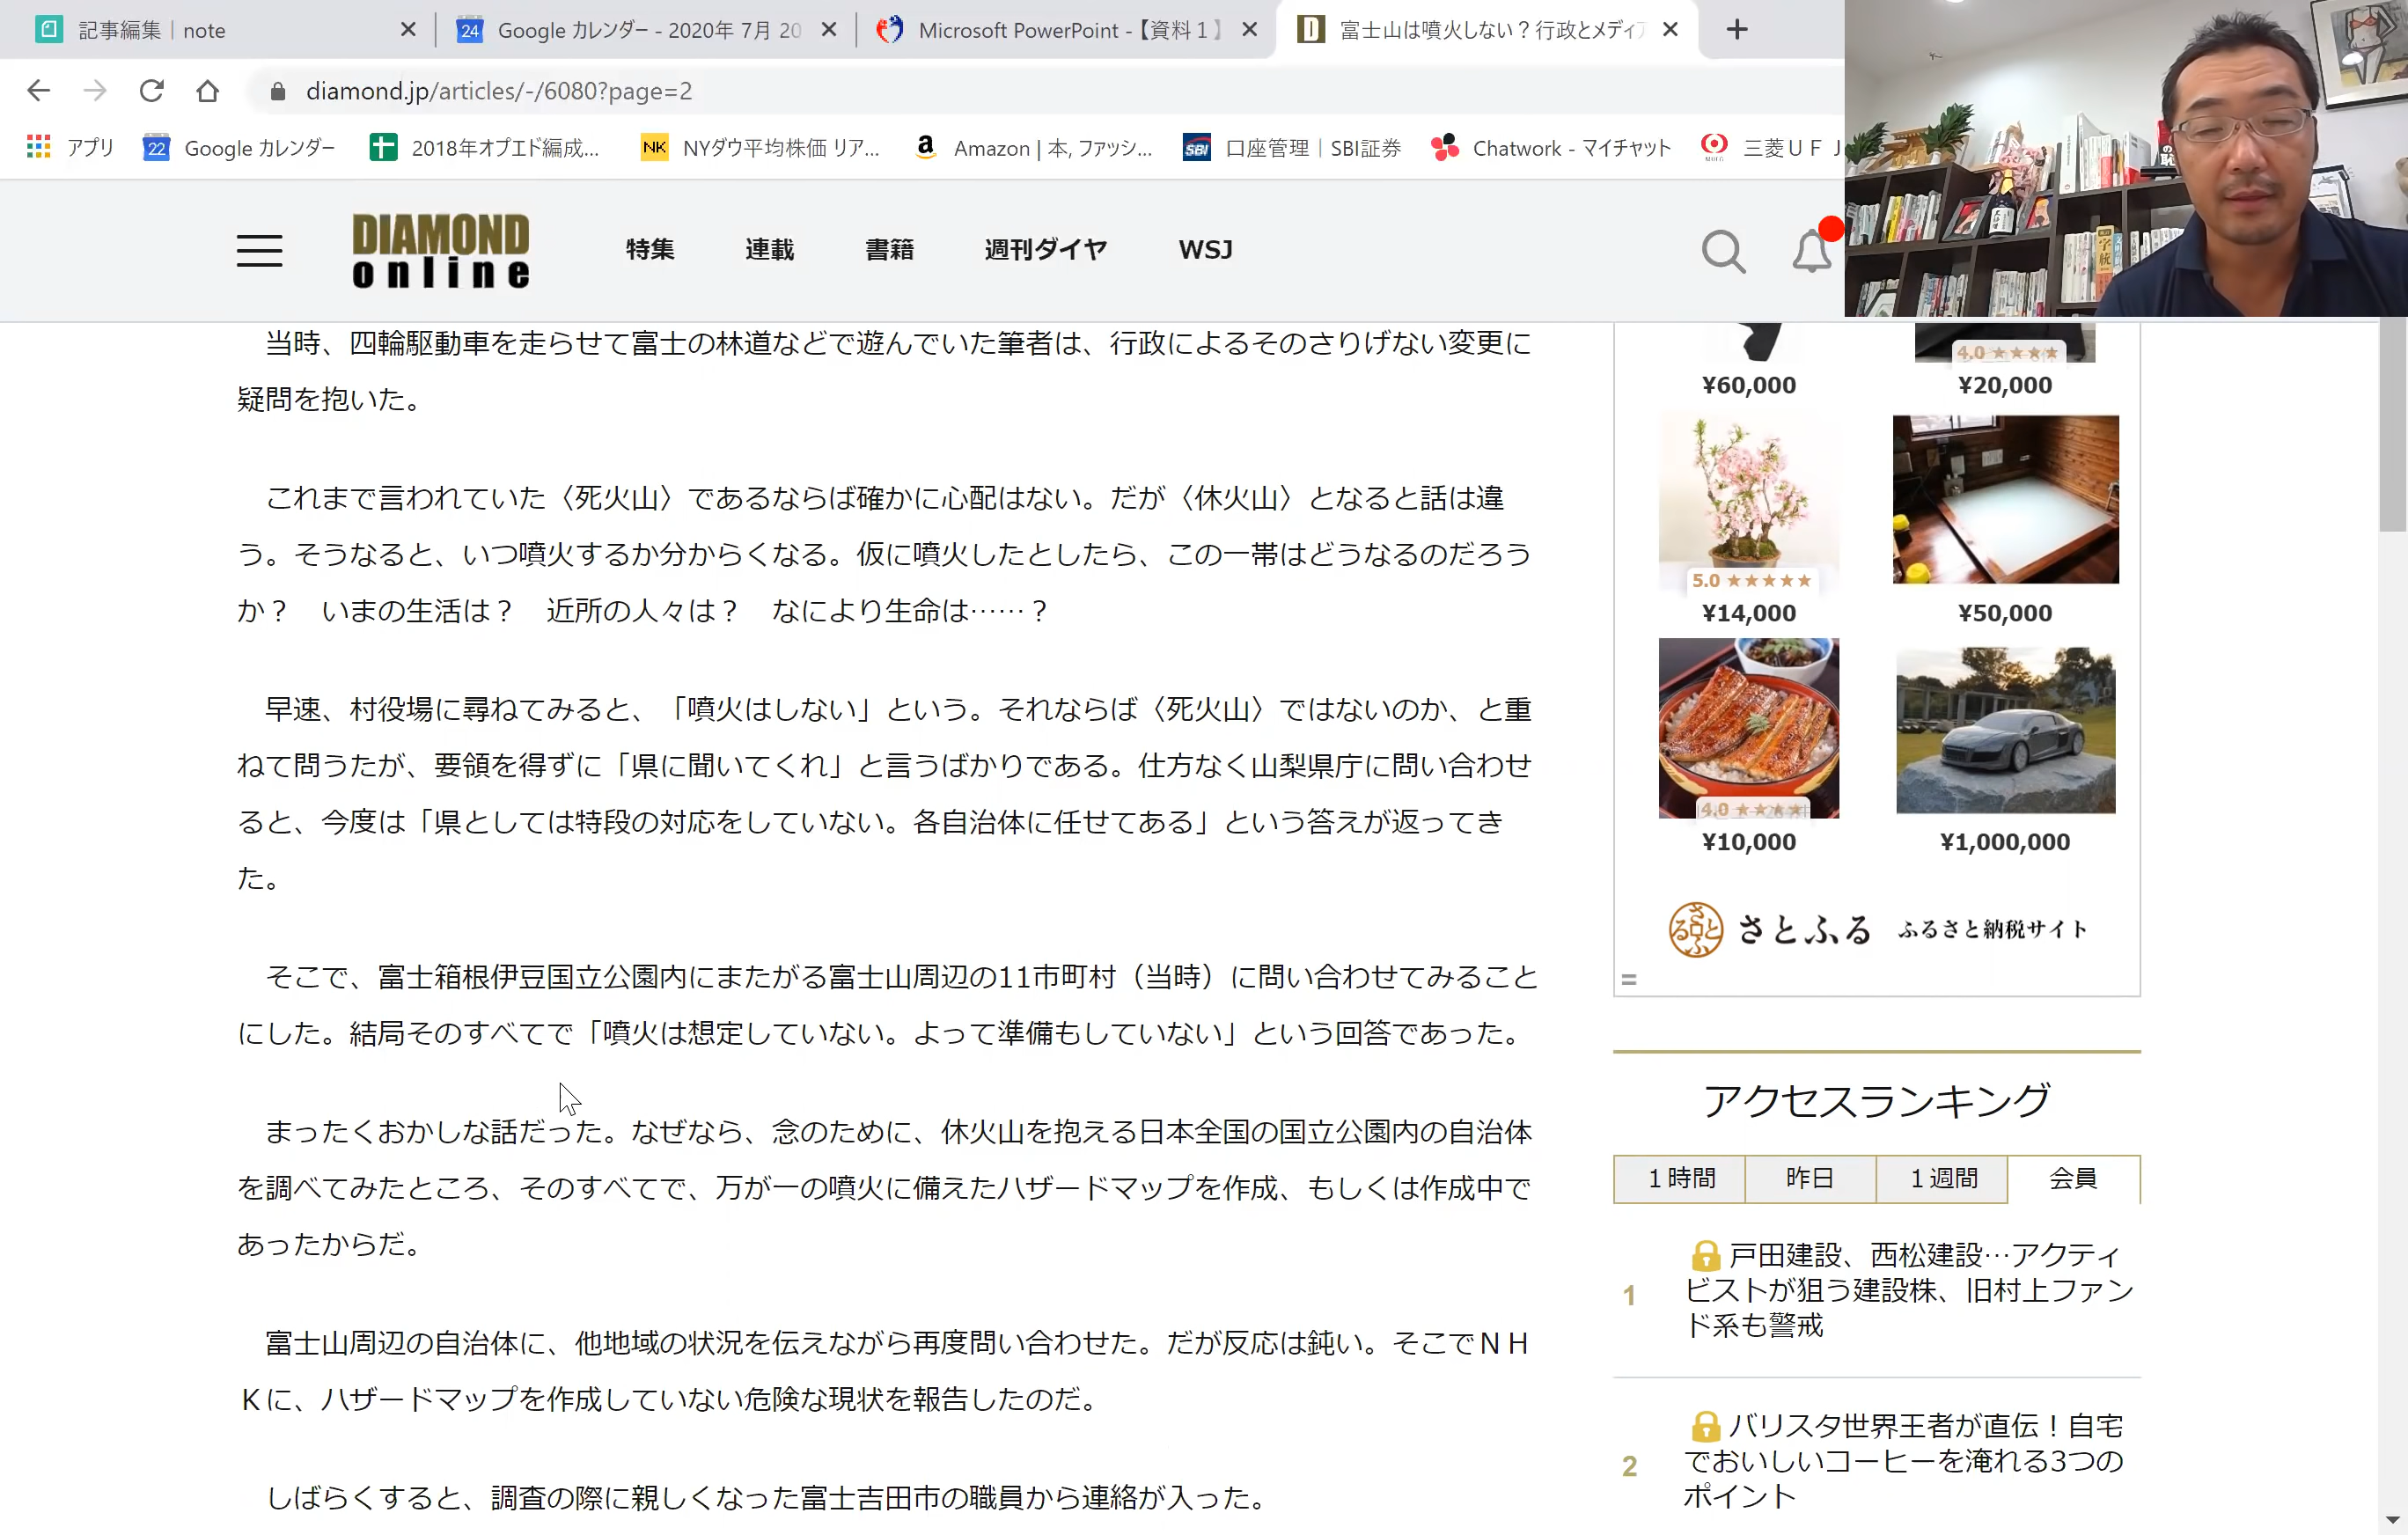 記事編集｜note
Google カレンダー - 2020年 7月 20
Microsoft PowerPoint - 【資料１】
富士山は噴火しない？行政とメディア
diamond.jp/articles/-/6080?page=2
アプリ
Google カレンダー
2018年オプエド編成...
NYダウ平均株価 リア...
Amazon | 本, ファッシ...
口座管理｜SBI証券
Chatwork - マイチャット
三菱ＵＦＪ
DIAMOND
online
特集
連載
書籍
週刊ダイヤ
WSJ
当時、四輪駆動車を走らせて富士の林道などで遊んでいた筆者は、行政によるそのさりげない変更に
疑問を抱いた。
これまで言われていた〈死火山〉であるならば確かに心配はない。だが〈休火山〉となると話は違
う。そうなると、いつ噴火するか分からくなる。仮に噴火したとしたら、この一帯はどうなるのだろう
か？　いまの生活は？　近所の人々は？　なにより生命は……？
早速、村役場に尋ねてみると、「噴火はしない」という。それならば〈死火山〉ではないのか、と重
ねて問うたが、要領を得ずに「県に聞いてくれ」と言うばかりである。仕方なく山梨県庁に問い合わせ
ると、今度は「県としては特段の対応をしていない。各自治体に任せてある」という答えが返ってき
た。
そこで、富士箱根伊豆国立公園内にまたがる富士山周辺の11市町村（当時）に問い合わせてみること
にした。結局そのすべてで「噴火は想定していない。よって準備もしていない」という回答であった。
まったくおかしな話だった。なぜなら、念のために、休火山を抱える日本全国の国立公園内の自治体
を調べてみたところ、そのすべてで、万が一の噴火に備えたハザードマップを作成、もしくは作成中で
あったからだ。
富士山周辺の自治体に、他地域の状況を伝えながら再度問い合わせた。だが反応は鈍い。そこでＮＨ
Ｋに、ハザードマップを作成していない危険な現状を報告したのだ。
しばらくすると、調査の際に親しくなった富士吉田市の職員から連絡が入った。
4.0 ★★★★
¥60,000
¥20,000
5.0 ★★★★★
¥14,000
¥50,000
4.0 ★★★★
¥10,000
¥1,000,000
さとふる ふるさと納税サイト
アクセスランキング
１時間
昨日
１週間
会員
1
戸田建設、西松建設…アクティ
ビストが狙う建設株、旧村上ファン
ド系も警戒
2
バリスタ世界王者が直伝！自宅
でおいしいコーヒーを淹れる3つの
ポイント